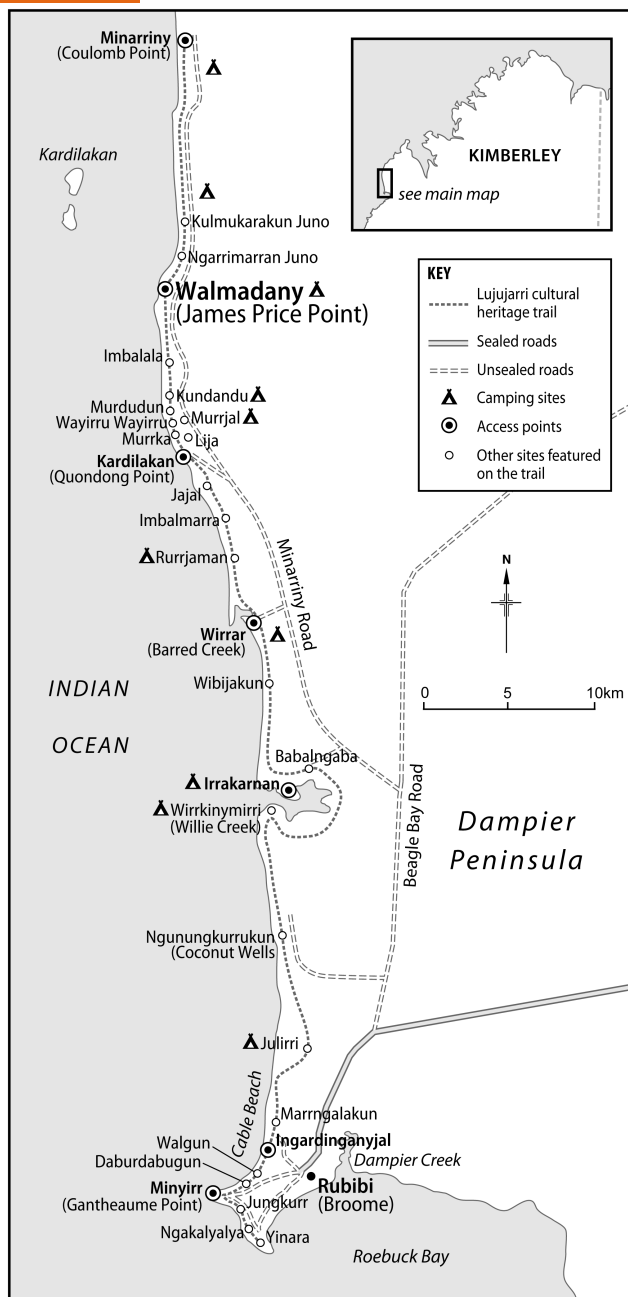 Minarriny
(Coulomb Point)
Kardilakan
KIMBERLEY
see main map
Kulmukarakun Juno
Ngarrimarran Juno
Walmadany
(James Price Point)
KEY
Lujujarri cultural
heritage trail
Sealed roads
Unsealed roads
Camping sites
Access points
Other sites featured
on the trail
Imbalala
Kundandu
Murdudun
Murrjal
Wayirru Wayirru
Murrka
Lija
Kardilakan
(Quondong Point)
Jajal
Imbalmarra
Rurrjaman
Minarriny Road
N
Wirrar
(Barred Creek)
Wibijakun
INDIAN
OCEAN
0 5 10km
Babalngaba
Irrakarnan
Wirrkinymirri
(Willie Creek)
Beagle Bay Road
Dampier
Peninsula
Ngunungkurrukun
(Coconut Wells
Julirri
Cable Beach
Marrngalakun
Ingardinganyjal
Walgun
Daburdabugun
Dampier Creek
Minyirr
(Gantheaume Point)
Rubibi
(Broome)
Jungkurr
Ngakalyalya
Yinara
Roebuck Bay